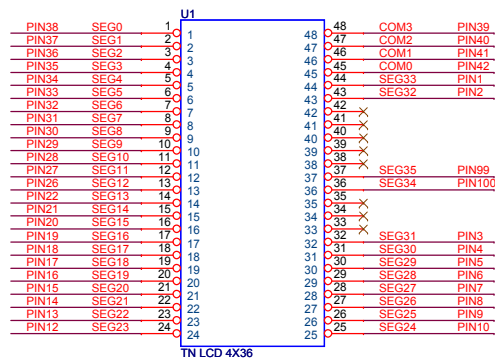 U1
PIN38 SEG0 1 1 48 48 COM3 PIN39
PIN37 SEG1 2 2 47 47 COM2 PIN40
PIN36 SEG2 3 3 46 46 COM1 PIN41
PIN35 SEG3 4 4 45 45 COM0 PIN42
PIN34 SEG4 5 5 44 44 SEG33 PIN1
PIN33 SEG5 6 6 43 43 SEG32 PIN2
PIN32 SEG6 7 7 42 42
PIN31 SEG7 8 8 41 41
PIN30 SEG8 9 9 40 40
PIN29 SEG9 10 10 39 39
PIN28 SEG10 11 11 38 38
PIN27 SEG11 12 12 37 37 SEG35 PIN99
PIN26 SEG12 13 13 36 36 SEG34 PIN100
PIN22 SEG13 14 14 35 35
PIN21 SEG14 15 15 34 34
PIN20 SEG15 16 16 33 33
PIN19 SEG16 17 17 32 32 SEG31 PIN3
PIN18 SEG17 18 18 31 31 SEG30 PIN4
PIN17 SEG18 19 19 30 30 SEG29 PIN5
PIN16 SEG19 20 20 29 29 SEG28 PIN6
PIN15 SEG20 21 21 28 28 SEG27 PIN7
PIN14 SEG21 22 22 27 27 SEG26 PIN8
PIN13 SEG22 23 23 26 26 SEG25 PIN9
PIN12 SEG23 24 24 25 25 SEG24 PIN10
TN LCD 4X36